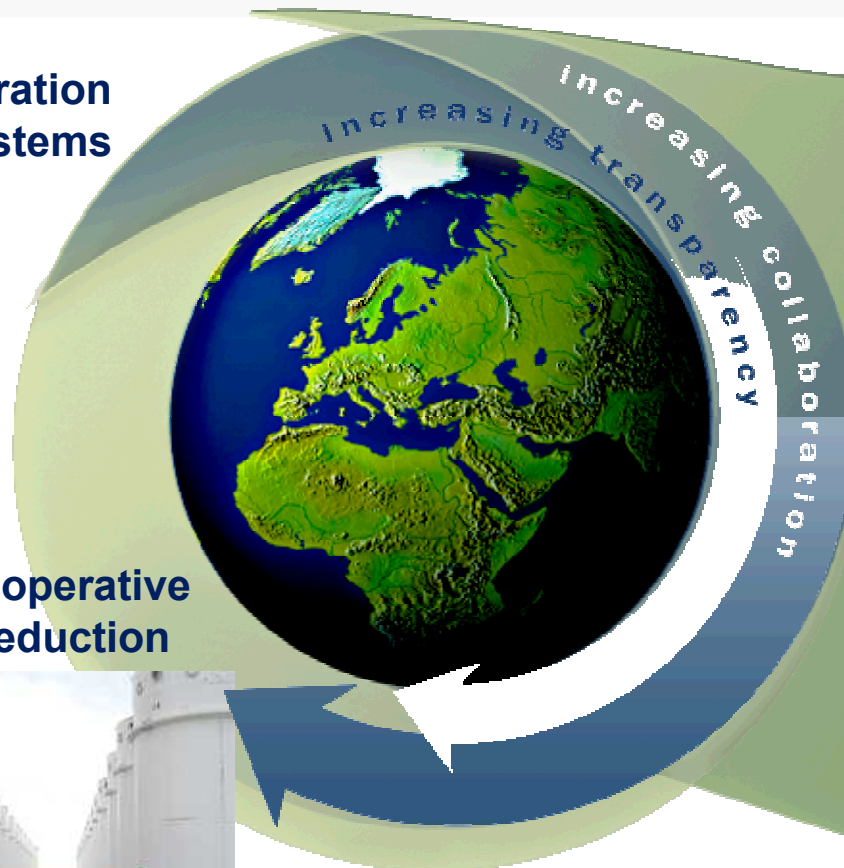 ration
stems
increasing transparency
increasing collaboration
operative
eduction